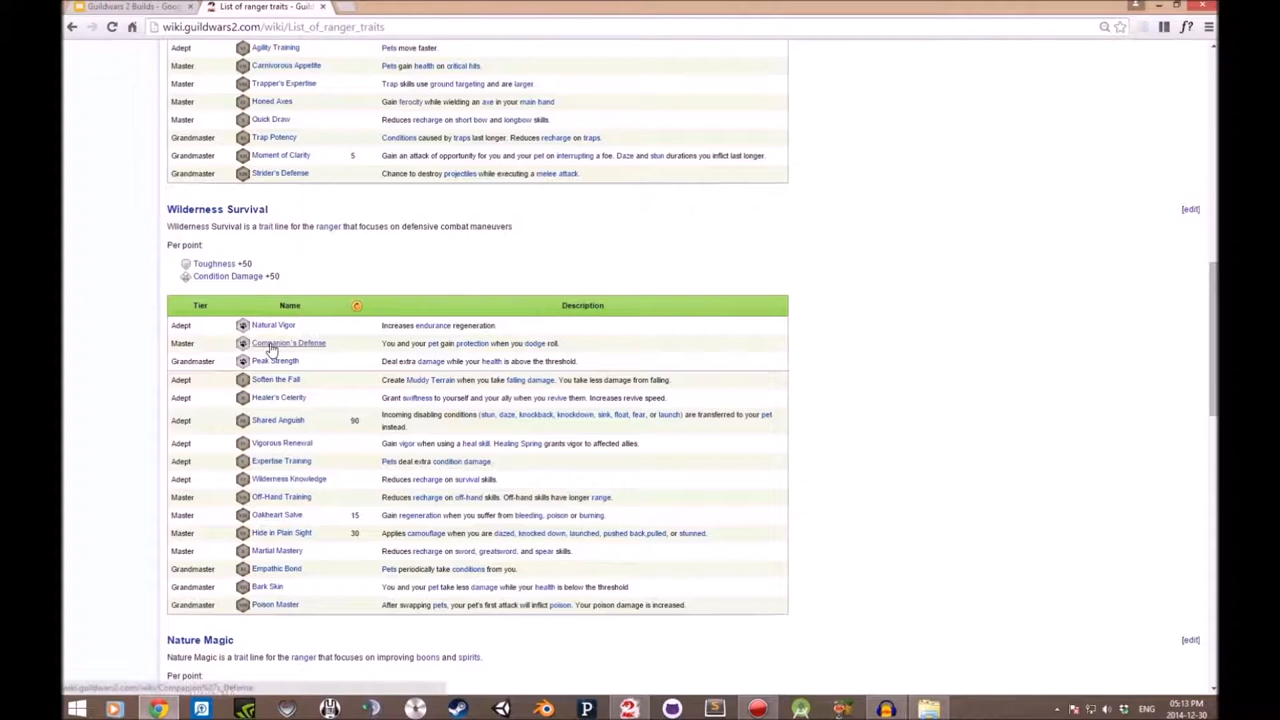 Guildwars 2 Builds - Goog
List of ranger traits - Guild
wiki.guildwars2.com/wiki/List_of_ranger_traits
Adept Agility Training Pets move faster.
Master Carnivorous Appetite Pets gain health on critical hits.
Master Trapper's Expertise Trap skills use ground targeting and are larger.
Master Honed Axes Gain ferocity while wielding an axe in your main hand
Master Quick Draw Reduces recharge on short bow and longbow skills.
Grandmaster Trap Potency Conditions caused by traps last longer. Reduces recharge on traps.
Grandmaster Moment of Clarity 5 Gain an attack of opportunity for you and your pet on interrupting a foe. Daze and stun durations you inflict last longer.
Grandmaster Strider's Defense Chance to destroy projectiles while executing a melee attack.
Wilderness Survival [edit]
Wilderness Survival is a trait line for the ranger that focuses on defensive combat maneuvers
Per point:
Toughness +50
Condition Damage +50
Tier Name Description
Adept Natural Vigor Increases endurance regeneration.
Master Companion's Defense You and your pet gain protection when you dodge roll.
Grandmaster Peak Strength Deal extra damage while your health is above the threshold.
Adept Soften the Fall Create Muddy Terrain when you take falling damage. You take less damage from falling.
Adept Healer's Celerity Grant swiftness to yourself and your ally when you revive them. Increases revive speed.
Adept Shared Anguish 90 Incoming disabling conditions (stun, daze, knockback, knockdown, sink, float, fear, or launch) are transferred to your pet
instead.
Adept Vigorous Renewal Gain vigor when using a heal skill. Healing Spring grants vigor to affected allies.
Adept Expertise Training Pets deal extra condition damage.
Adept Wilderness Knowledge Reduces recharge on survival skills.
Master Off-Hand Training Reduces recharge on off-hand skills. Off-hand skills have longer range.
Master Oakheart Salve 15 Gain regeneration when you suffer from bleeding, poison or burning.
Master Hide in Plain Sight 30 Applies camouflage when you are dazed, knocked down, launched, pushed back,pulled, or stunned.
Master Martial Mastery Reduces recharge on sword, greatsword, and spear skills.
Grandmaster Empathic Bond Pets periodically take conditions from you.
Grandmaster Bark Skin You and your pet take less damage while your health is below the threshold
Grandmaster Poison Master After swapping pets, your pet's first attack will inflict poison. Your poison damage is increased.
Nature Magic [edit]
Nature Magic is a trait line for the ranger that focuses on improving boons and spirits.
Per point:
wiki.guildwars2.com/wiki/Companion%27s_Defense
05:13 PM
2014-12-30